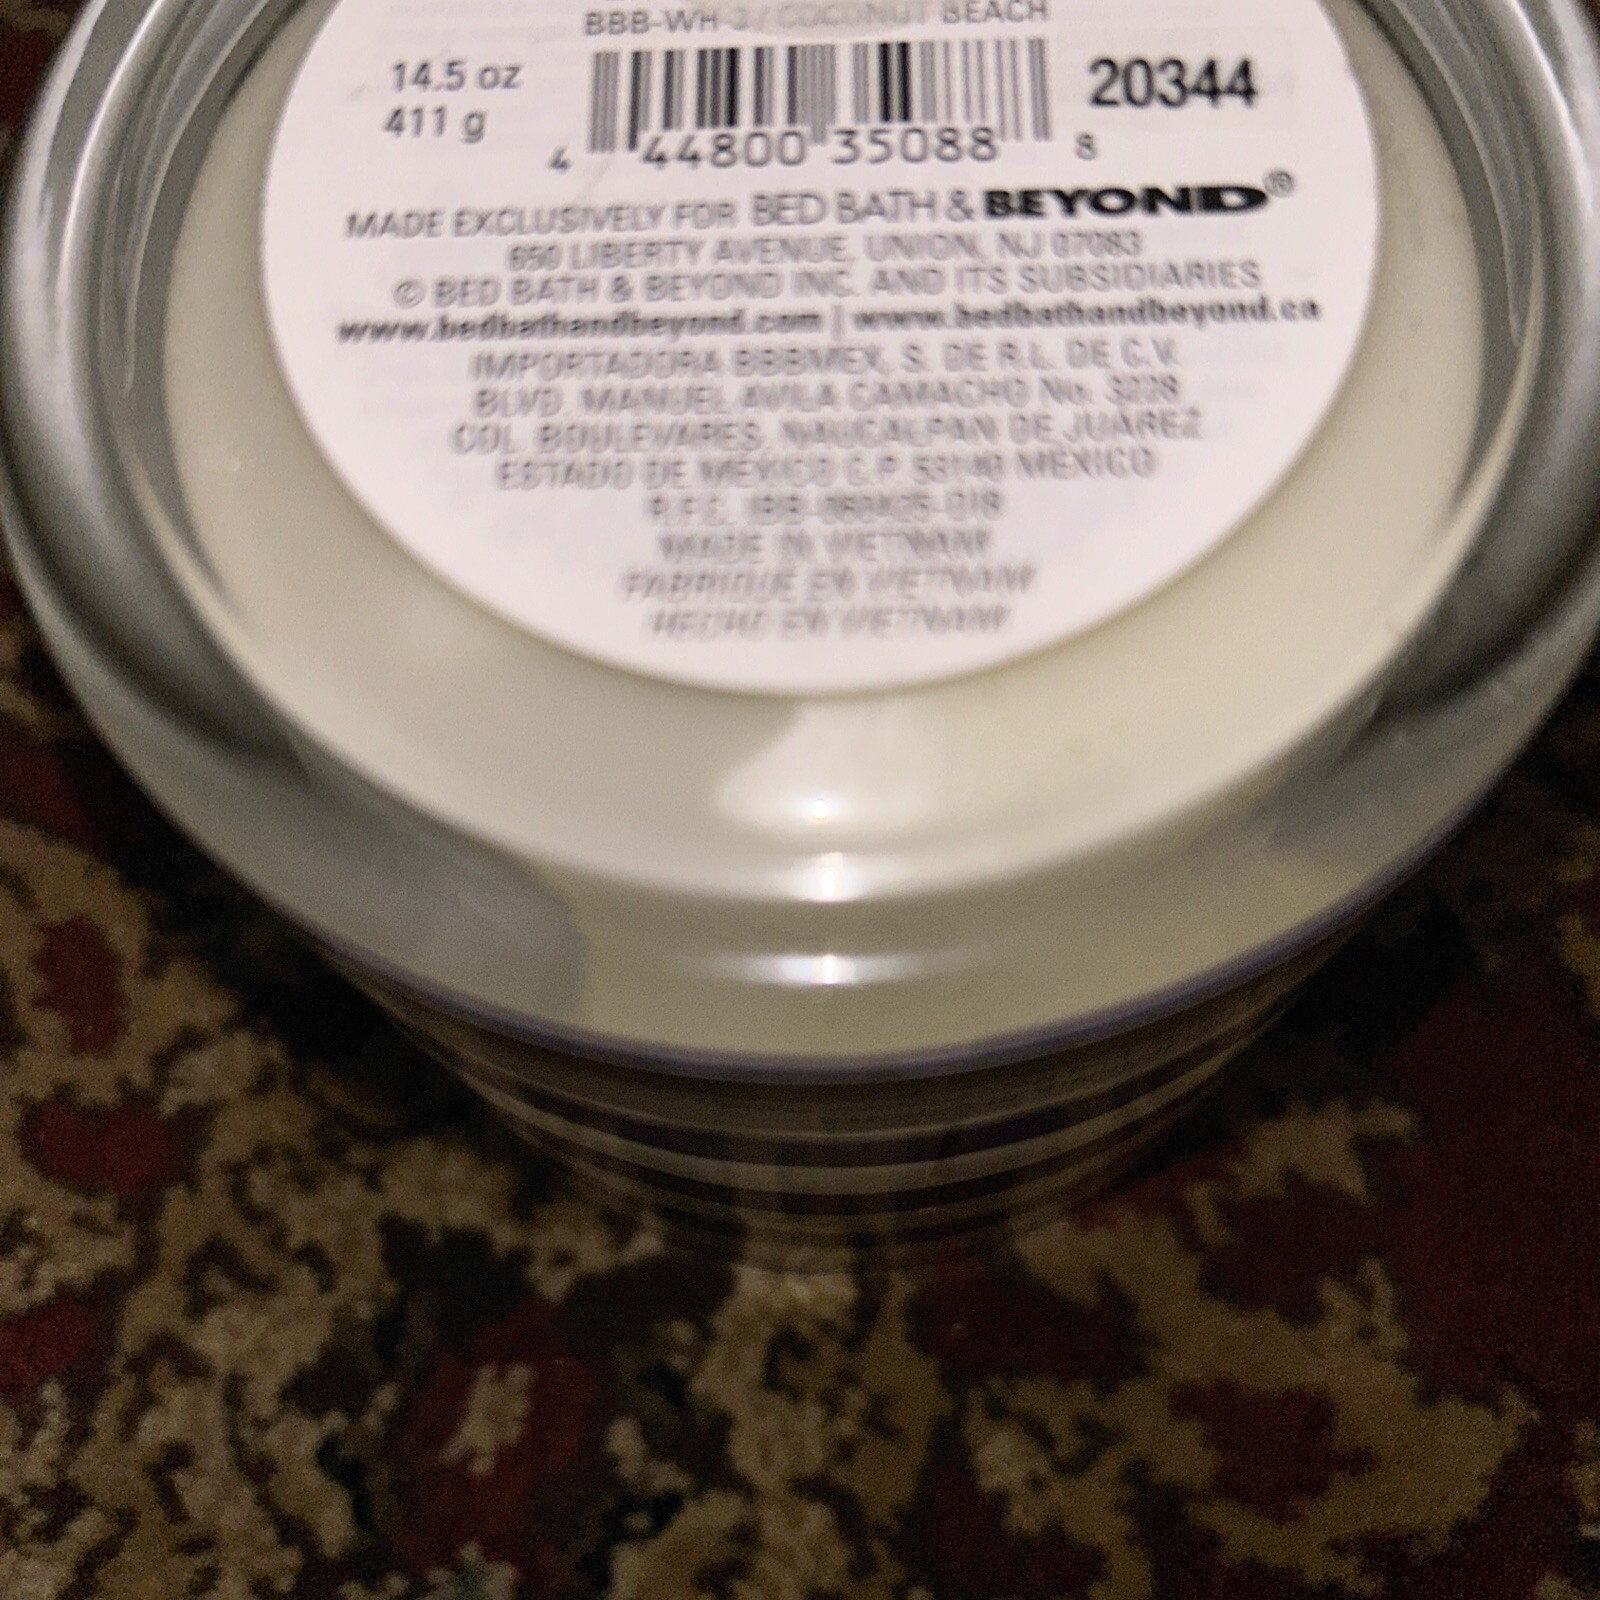 BBB-WH-3 / COCONUT BEACH
14.5 oz
411 g
20344
4 44800 35088 8
MADE EXCLUSIVELY FOR BED BATH & BEYOND®
650 LIBERTY AVENUE, UNION, NJ 07083
© BED BATH & BEYOND INC. AND ITS SUBSIDIARIES
www.bedbathandbeyond.com | www.bedbathandbeyond.ca
IMPORTADORA BBBMEX, S. DE R.L. DE C.V.
BLVD. MANUEL AVILA CAMACHO No. 3228
COL. BOULEVARES, NAUCALPAN DE JUÁREZ
ESTADO DE MÉXICO C.P. 53140 MÉXICO
R.F.C.
MADE IN VIETNAM
FABRIQUÉ EN VIETNAM
HECHO EN VIETNAM